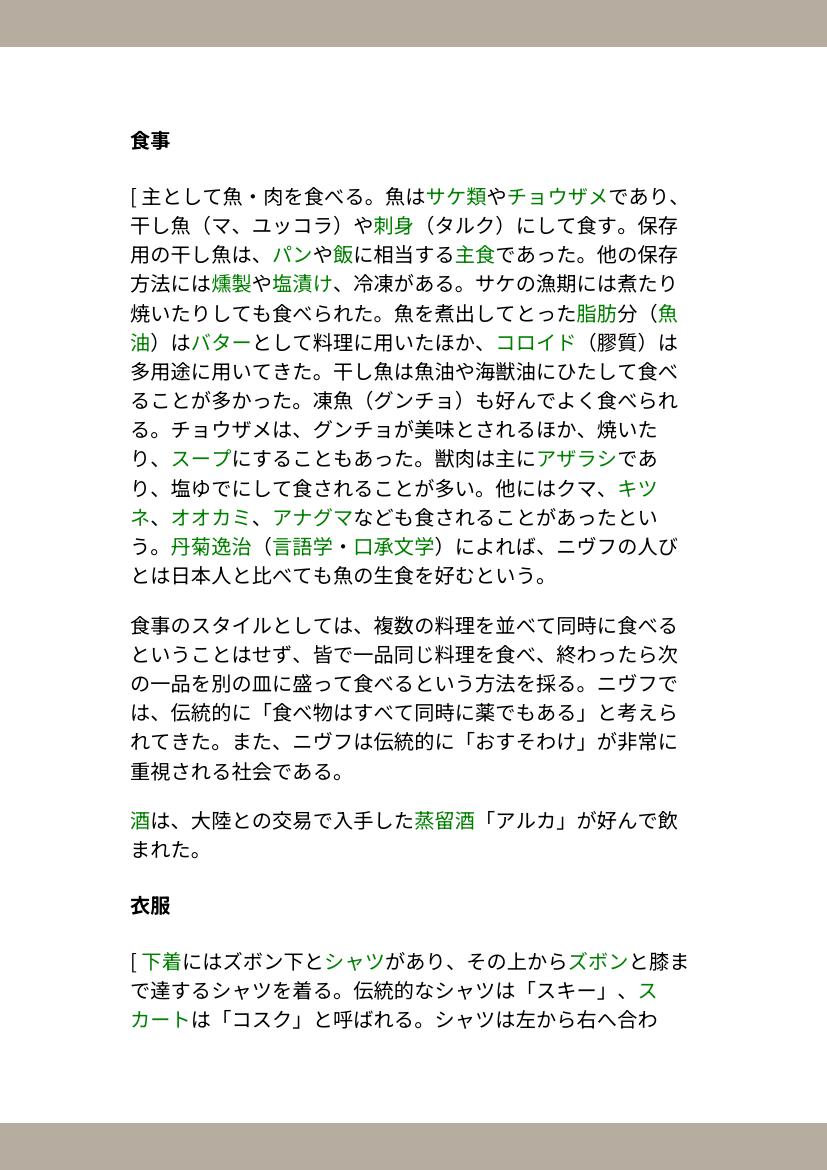 食事
[ 主として魚・肉を食べる。魚はサケ類やチョウザメであり、
干し魚（マ、ユッコラ）や刺身（タルク）にして食す。保存
用の干し魚は、パンや飯に相当する主食であった。他の保存
方法には燻製や塩漬け、冷凍がある。サケの漁期には煮たり
焼いたりしても食べられた。魚を煮出してとった脂肪分（魚
油）はバターとして料理に用いたほか、コロイド（膠質）は
多用途に用いてきた。干し魚は魚油や海獣油にひたして食べ
ることが多かった。凍魚（グンチョ）も好んでよく食べられ
る。チョウザメは、グンチョが美味とされるほか、焼いた
り、スープにすることもあった。獣肉は主にアザラシであ
り、塩ゆでにして食されることが多い。他にはクマ、キツ
ネ、オオカミ、アナグマなども食されることがあったとい
う。丹菊逸治（言語学・口承文学）によれば、ニヴフの人び
とは日本人と比べても魚の生食を好むという。
食事のスタイルとしては、複数の料理を並べて同時に食べる
ということはせず、皆で一品同じ料理を食べ、終わったら次
の一品を別の皿に盛って食べるという方法を採る。ニヴフで
は、伝統的に「食べ物はすべて同時に薬でもある」と考えら
れてきた。また、ニヴフは伝統的に「おすそわけ」が非常に
重視される社会である。
酒は、大陸との交易で入手した蒸留酒「アルカ」が好んで飲
まれた。
衣服
[ 下着にはズボン下とシャツがあり、その上からズボンと膝ま
で達するシャツを着る。伝統的なシャツは「スキー」、ス
カートは「コスク」と呼ばれる。シャツは左から右へ合わ